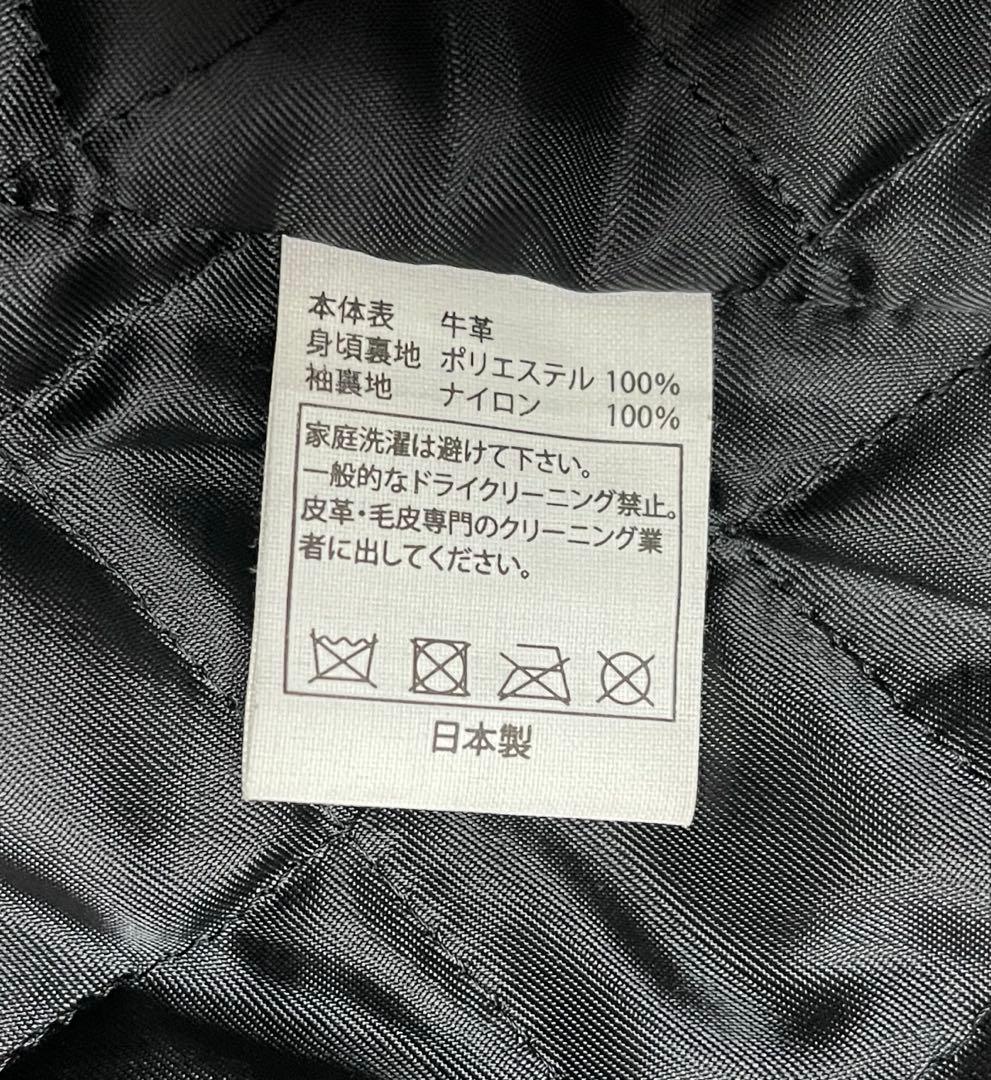 本体表 牛革
身頃裏地 ポリエステル 100%
袖裏地 ナイロン 100%
家庭洗濯は避けて下さい。
一般的なドライクリーニング禁止。
皮革・毛皮専門のクリーニング業
者に出してください。
日本製